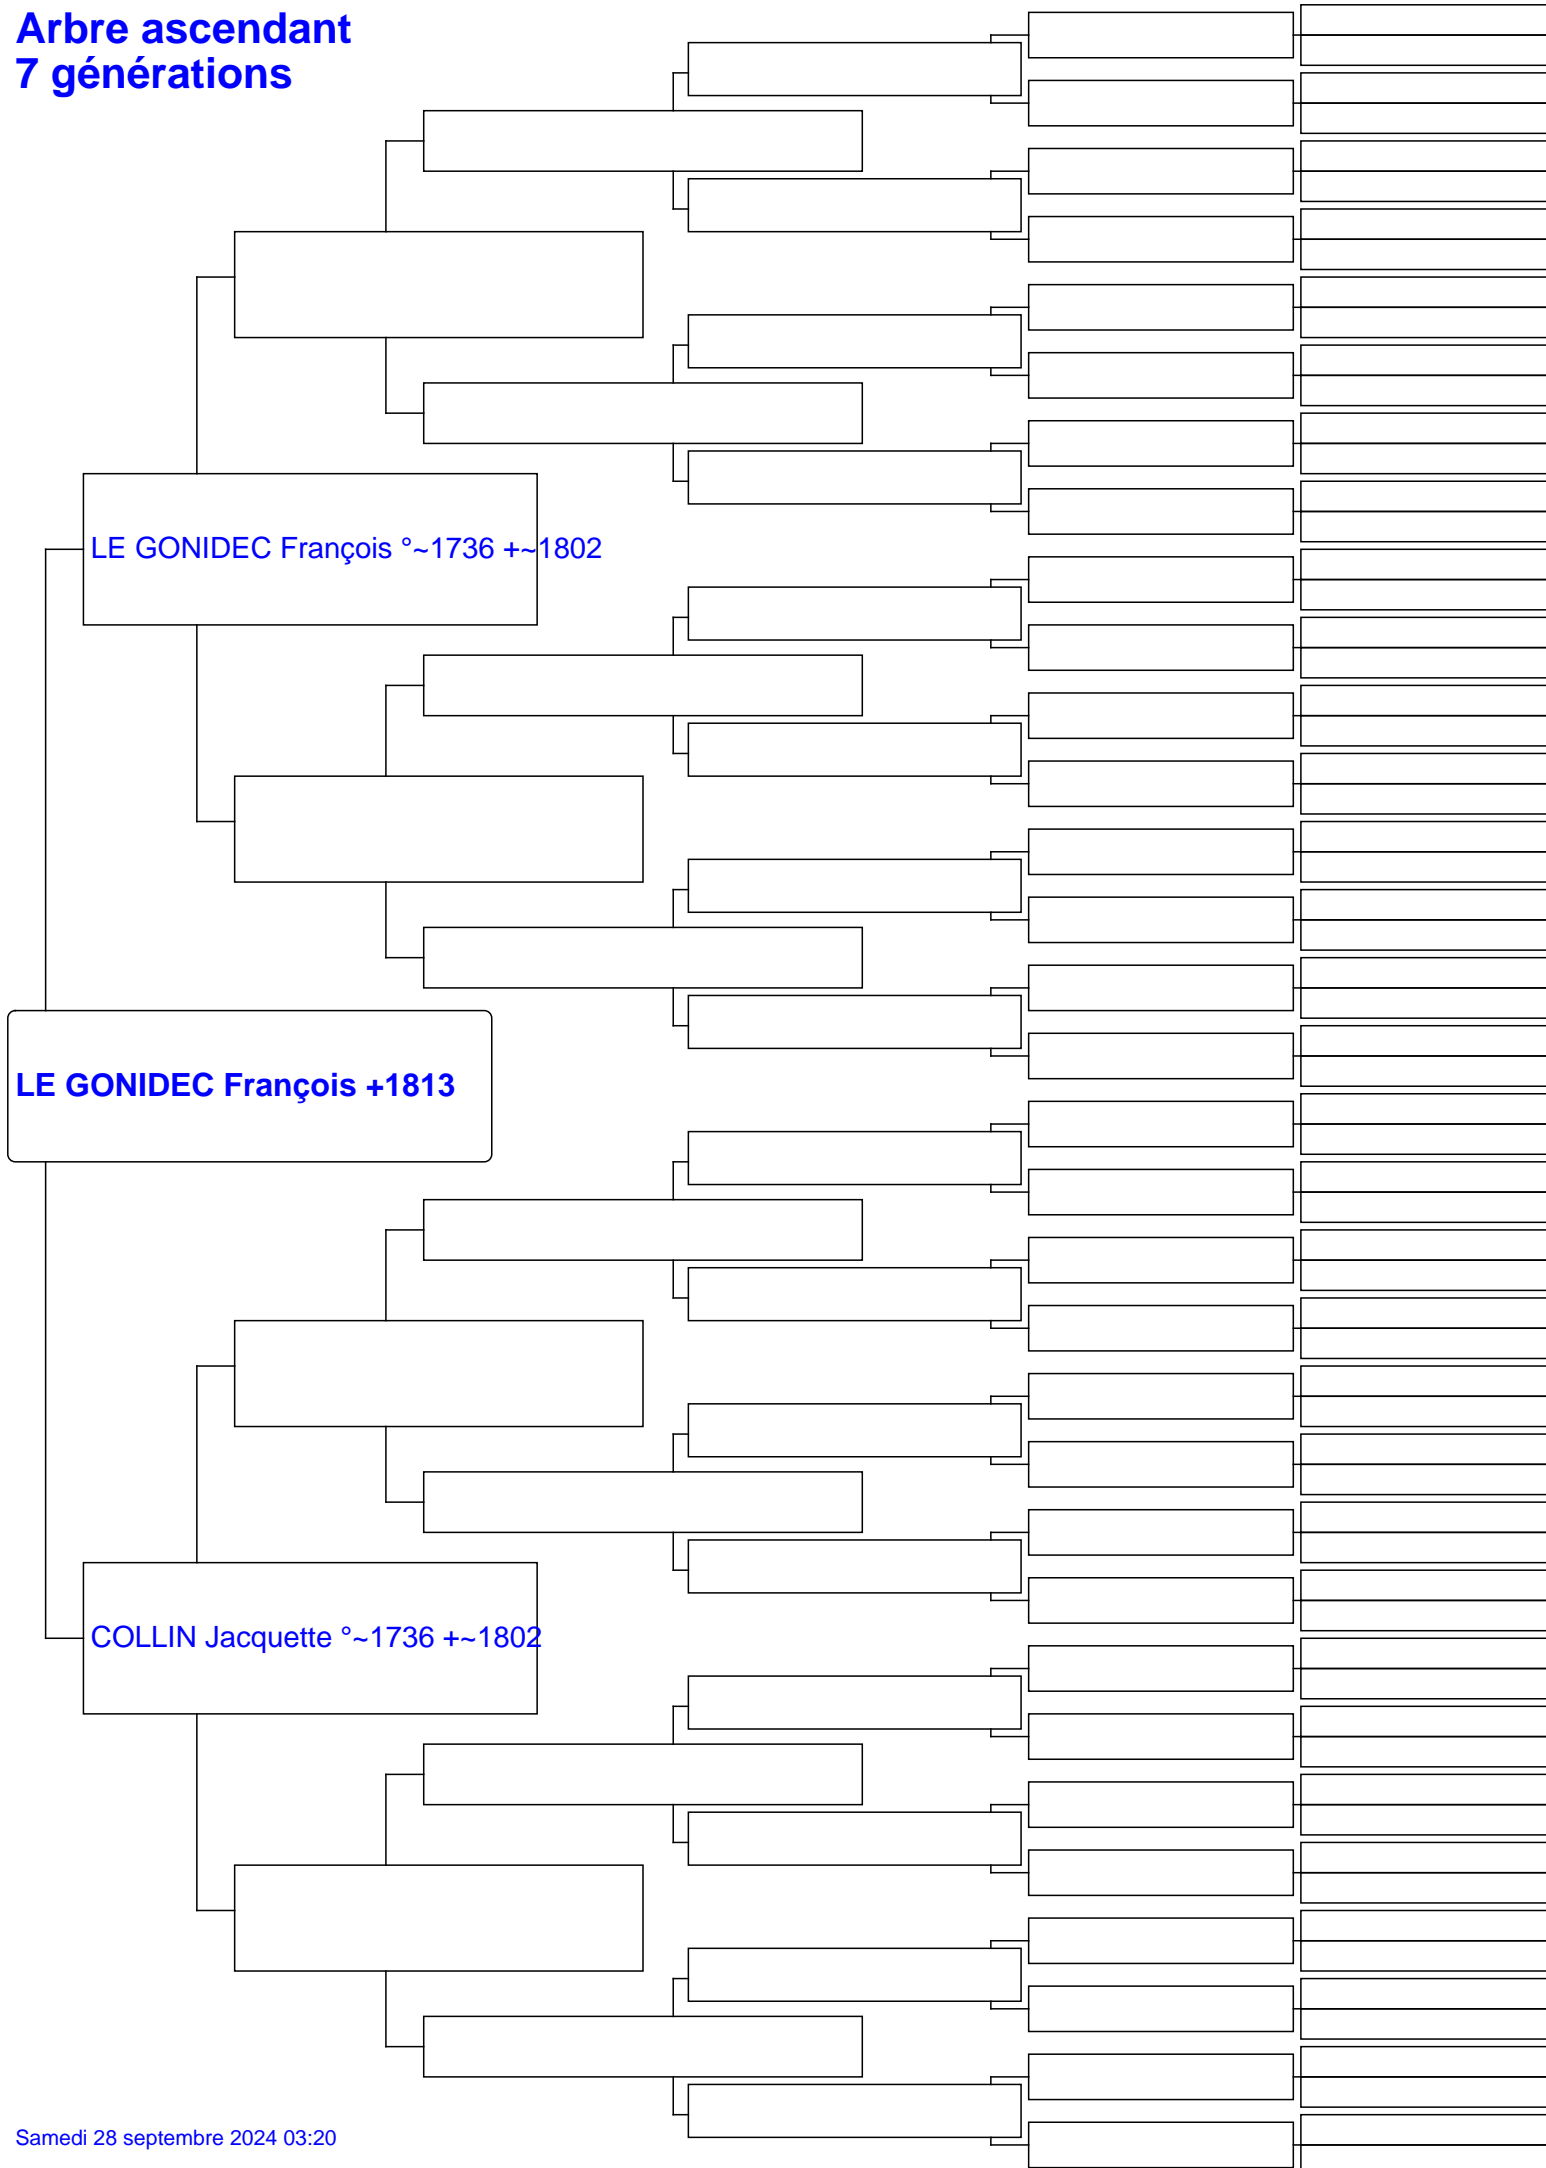 Arbre ascendant
7 générations
LE GONIDEC François °~1736 +~1802
LE GONIDEC François +1813
COLLIN Jacquette °~1736 +~1802
Samedi 28 septembre 2024 03:20